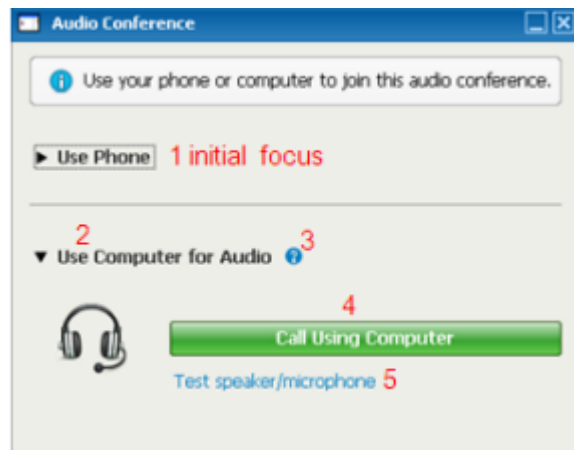 Audio Conference
Use your phone or computer to join this audio conference.
Use Phone 1 initial focus
2
Use Computer for Audio ? 3
4
Call Using Computer
Test speaker/microphone 5